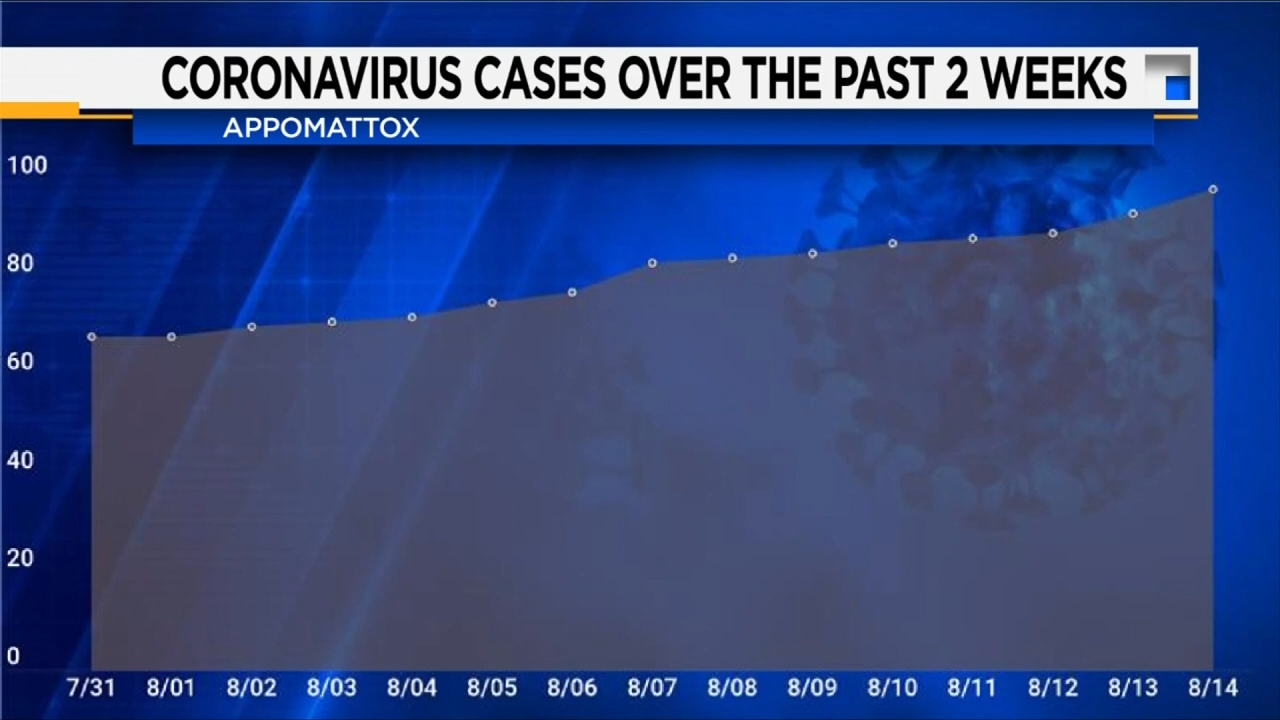 CORONAVIRUS CASES OVER THE PAST 2 WEEKS
APPOMATTOX
100
80
60
40
20
0
7/31 8/01 8/02 8/03 8/04 8/05 8/06 8/07 8/08 8/09 8/10 8/11 8/12 8/13 8/14